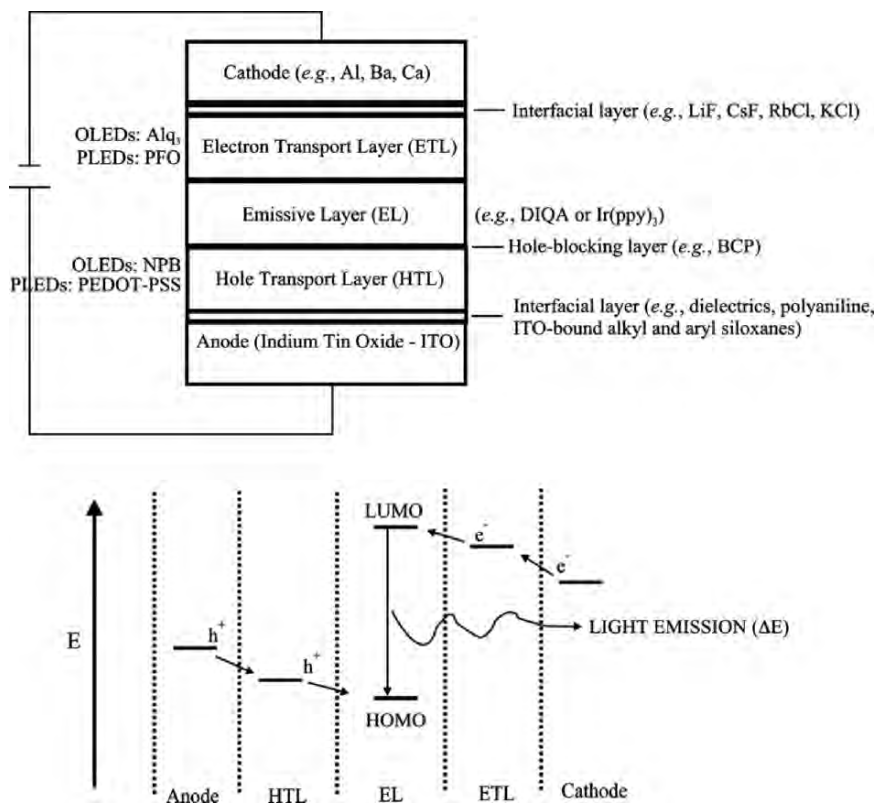 Cathode (e.g., Al, Ba, Ca)
Interfacial layer (e.g., LiF, CsF, RbCl, KCl)
OLEDs: Alq₃
PLEDs: PFO
Electron Transport Layer (ETL)
Emissive Layer (EL)
(e.g., DIQA or Ir(ppy)₃)
Hole-blocking layer (e.g., BCP)
OLEDs: NPB
PLEDs: PEDOT-PSS
Hole Transport Layer (HTL)
Interfacial layer (e.g., dielectrics, polyaniline,
ITO-bound alkyl and aryl siloxanes)
Anode (Indium Tin Oxide - ITO)
LUMO
e⁻
e⁻
E
h⁺
h⁺
LIGHT EMISSION (ΔE)
HOMO
Anode
HTL
EL
ETL
Cathode